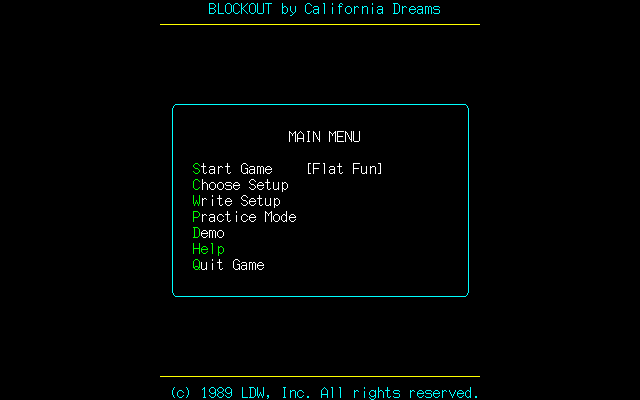 BLOCKOUT by California Dreams
MAIN MENU
Start Game [Flat Fun]
Choose Setup
Write Setup
Practice Mode
Demo
Help
Quit Game
(c) 1989 LDW, Inc. All rights reserved.